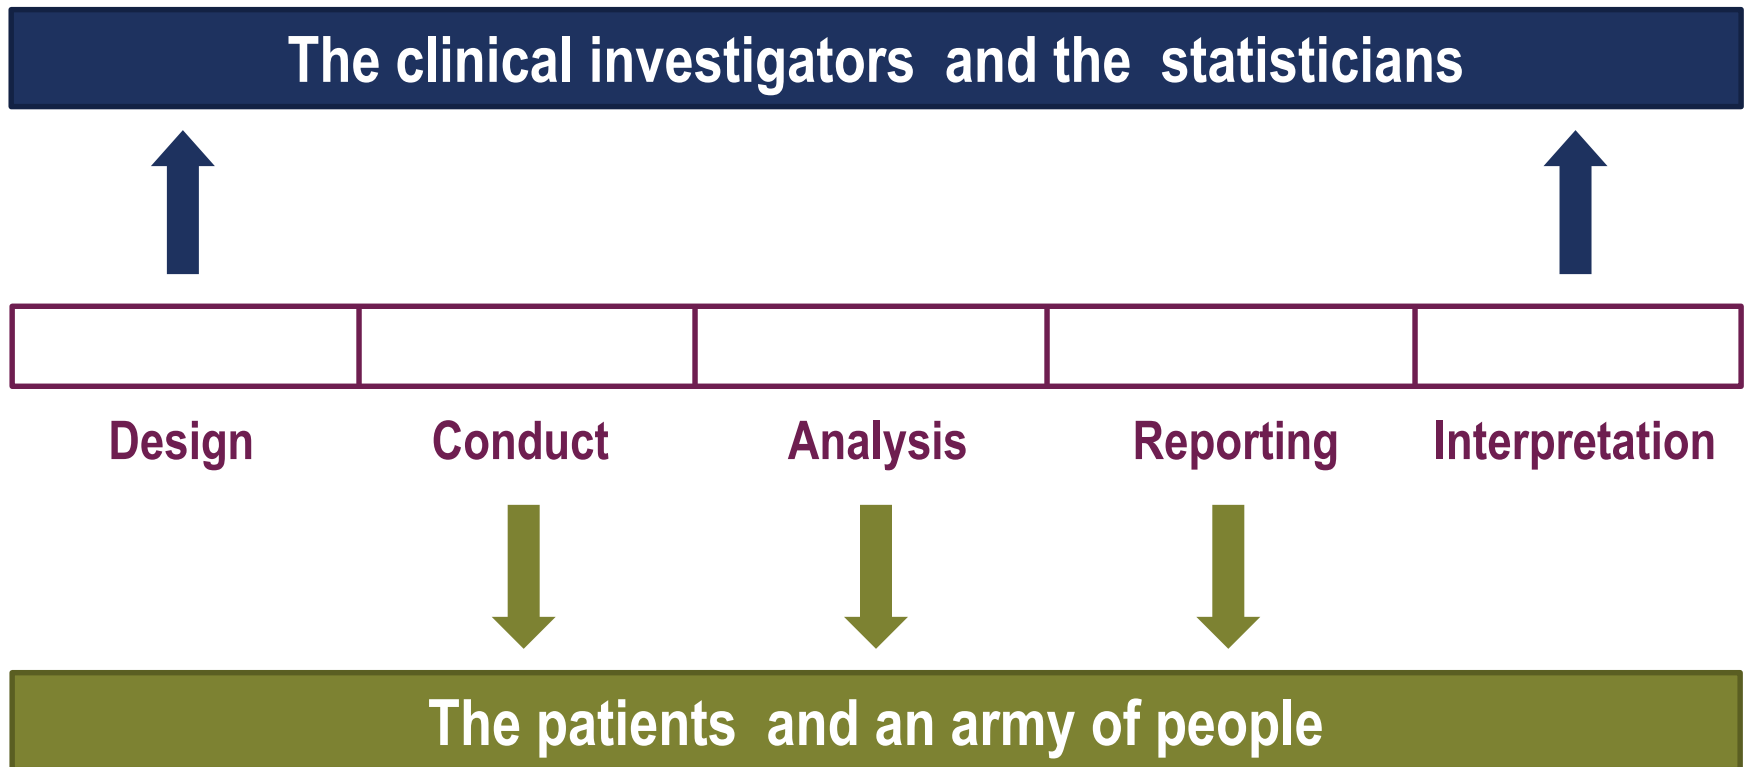 The clinical investigators and the statisticians
Design Conduct Analysis Reporting Interpretation
The patients and an army of people